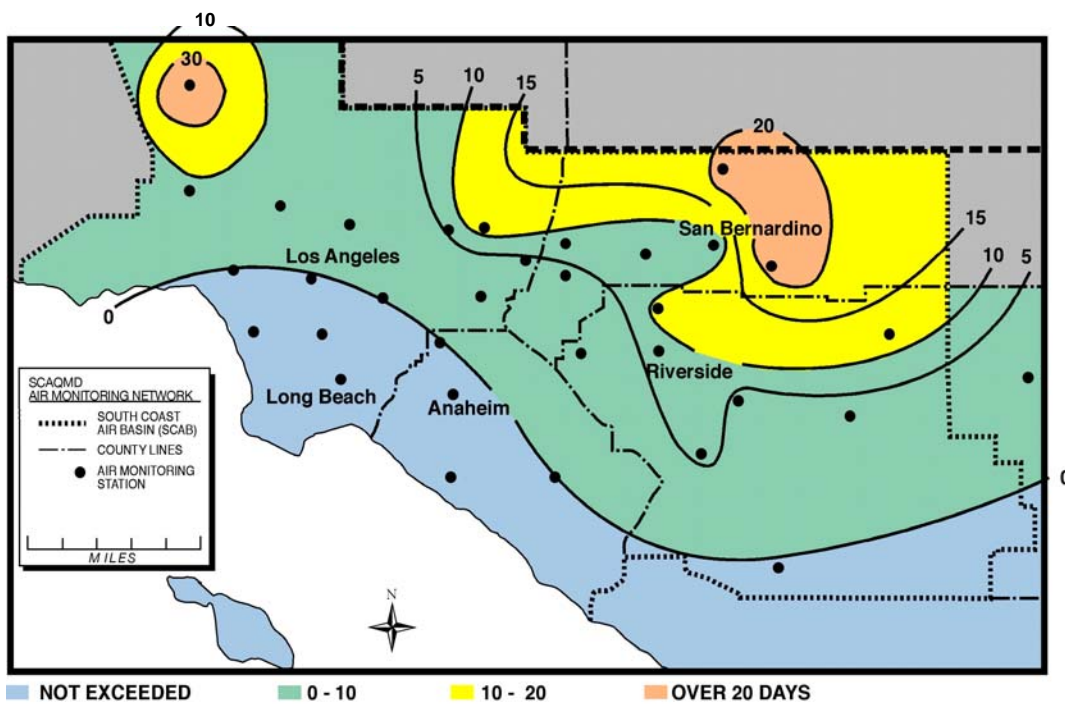 10
30
5
10
15
20
San Bernardino
Los Angeles
15
10
5
0
Riverside
Long Beach
Anaheim
0
SCAQMD
AIR MONITORING NETWORK
SOUTH COAST
AIR BASIN (SCAB)
COUNTY LINES
AIR MONITORING
STATION
MILES
N
NOT EXCEEDED
0 - 10
10 - 20
OVER 20 DAYS